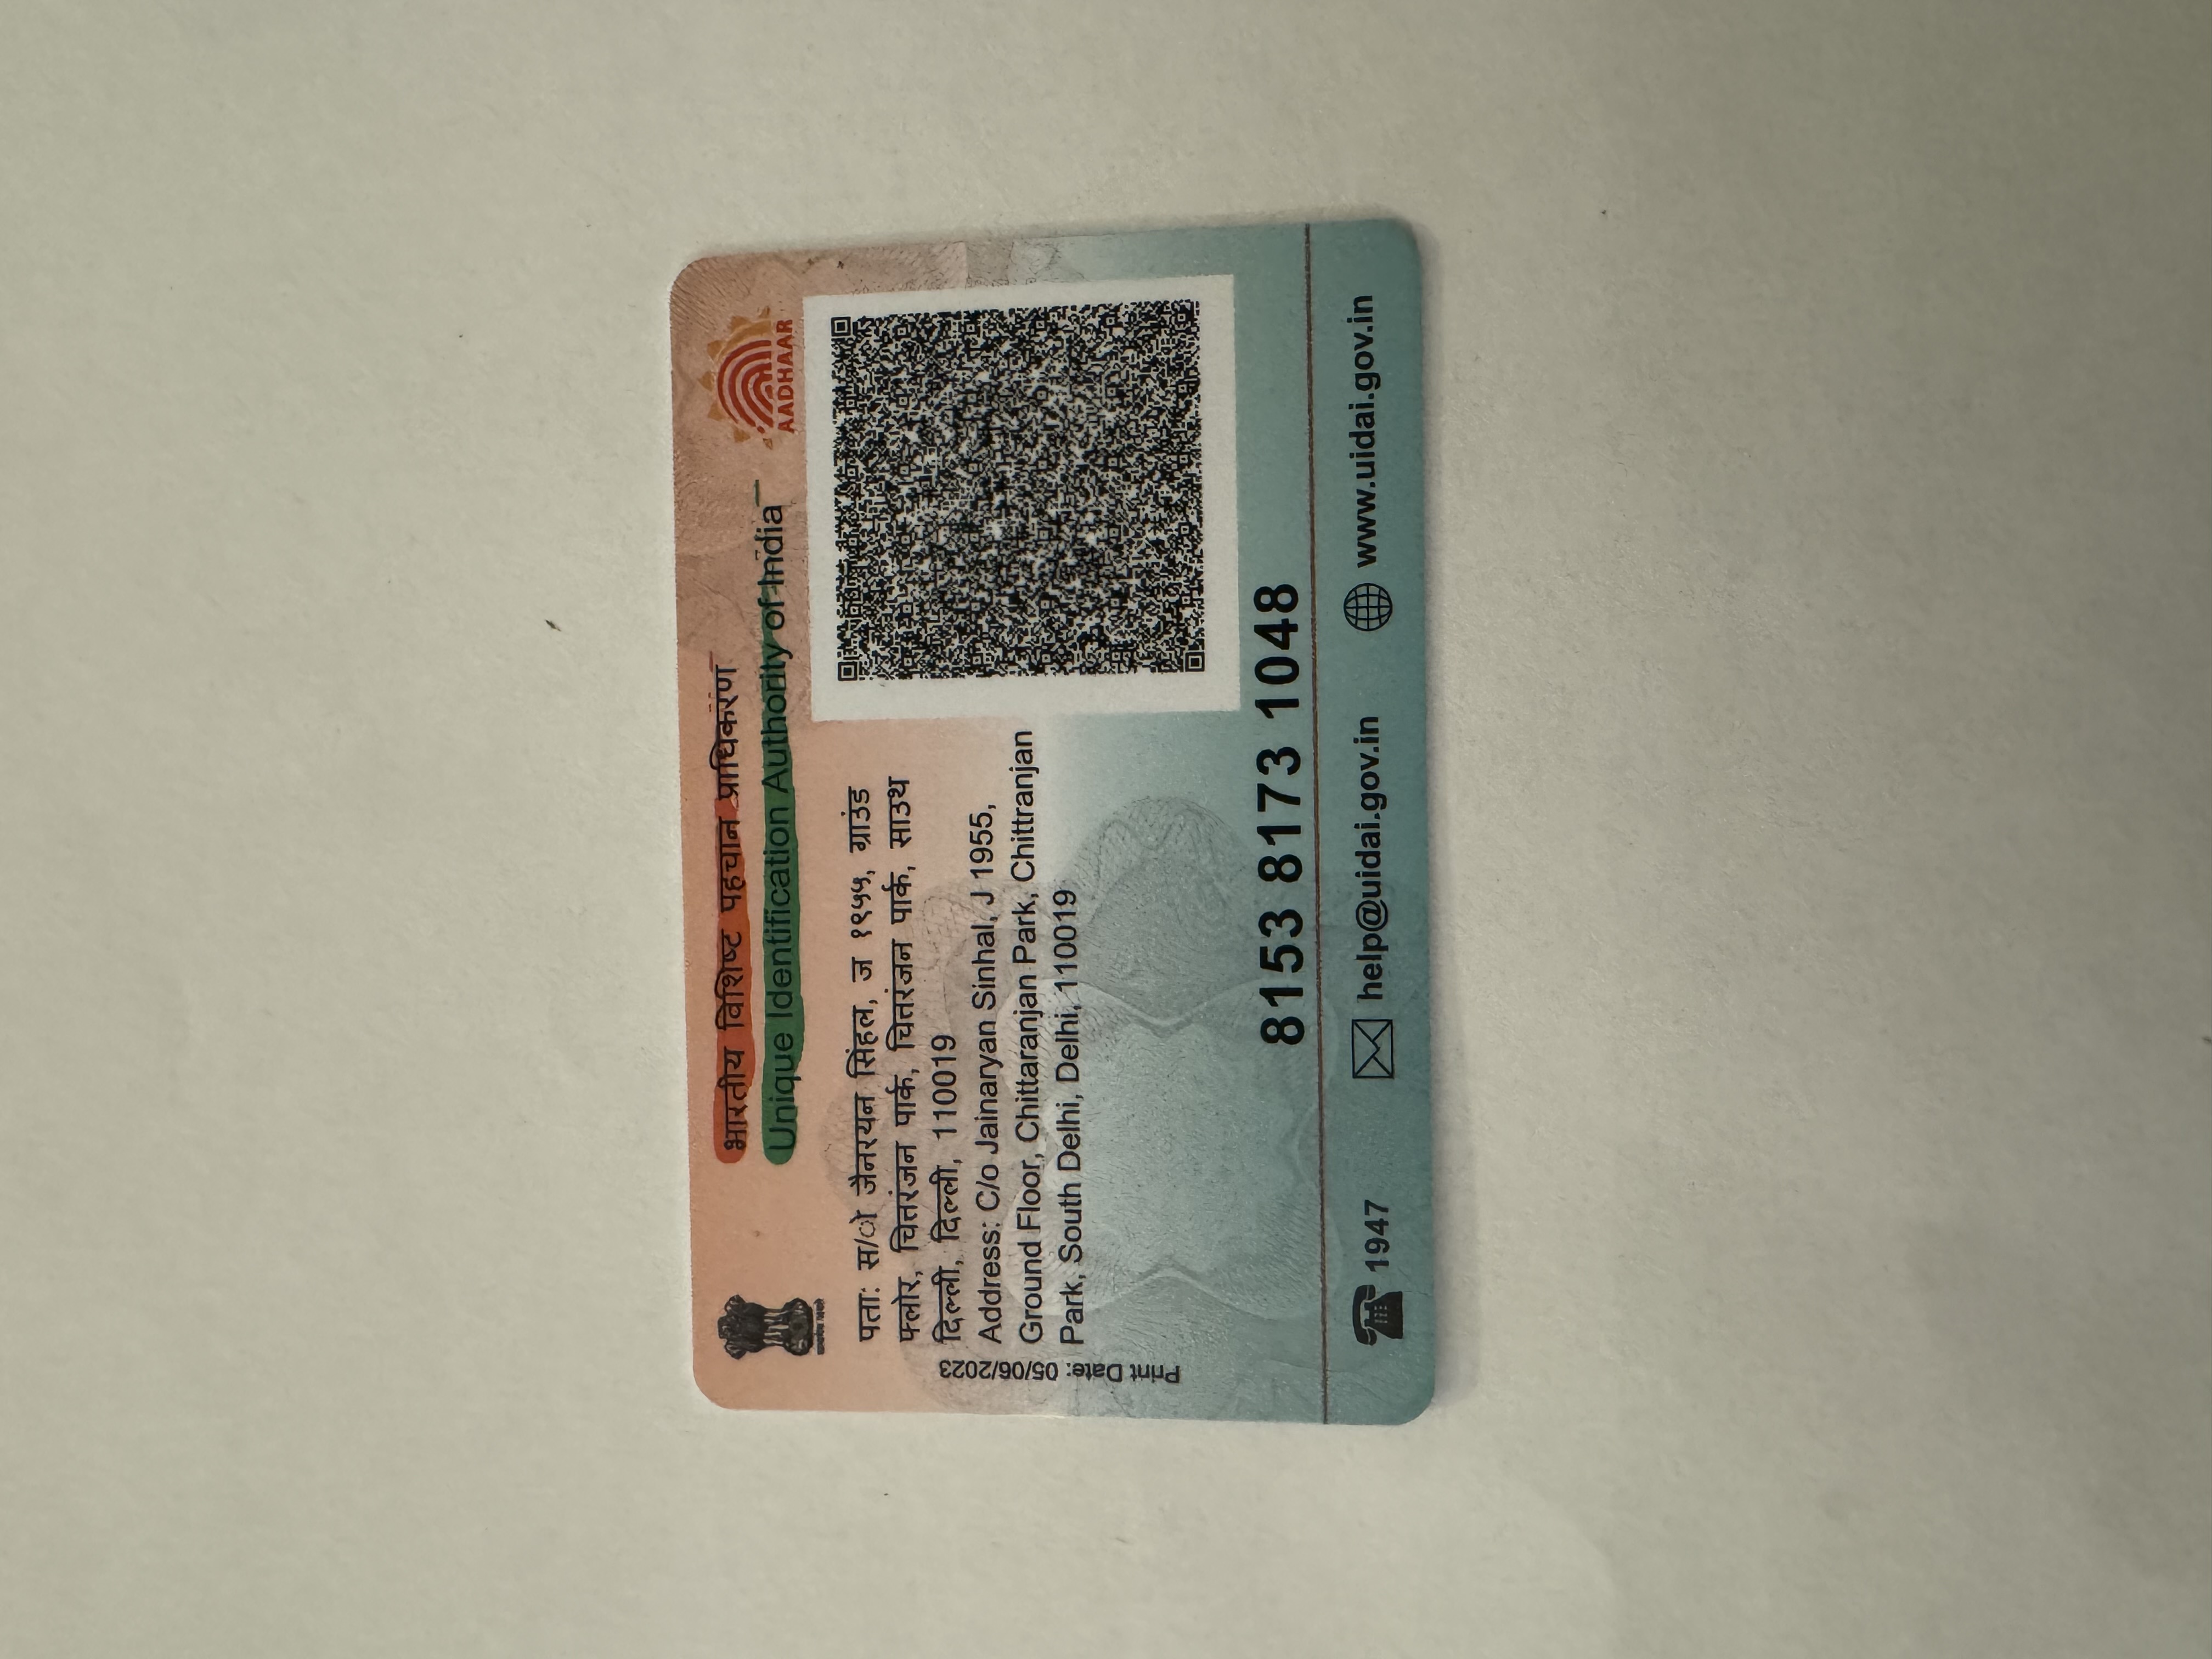 भारतीय विशिष्ट पहचान प्राधिकरण
Unique Identification Authority of India
AADHAAR
पता: स/ो जैनरयन सिंहल, ज १९५५, ग्राउंड
फ्लोर, चितरंजन पार्क, चितरंजन पार्क, साउथ
दिल्ली, दिल्ली, 110019
Address: C/o Jainaryan Sinhal, J 1955,
Ground Floor, Chittaranjan Park, Chittranjan
Park, South Delhi, Delhi, 110019
Print Date: 05/06/2023
8153 8173 1048
1947
help@uidai.gov.in
www.uidai.gov.in